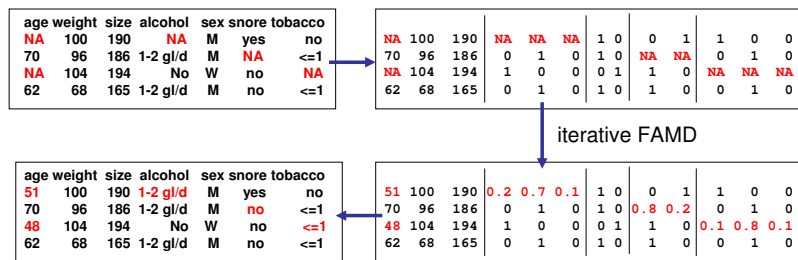 age weight size alcohol sex snore tobacco
NA 100 190 NA M yes no
70 96 186 1-2 gl/d M NA <=1
NA 104 194 No W no NA
62 68 165 1-2 gl/d M no <=1
NA 100 190 NA NA NA 1 0 0 1 1 0 0
70 96 186 0 1 0 1 0 NA NA 0 1 0
NA 104 194 1 0 0 0 1 1 0 NA NA NA
62 68 165 0 1 0 1 0 1 0 0 1 0
iterative FAMD
age weight size alcohol sex snore tobacco
51 100 190 1-2 gl/d M yes no
70 96 186 1-2 gl/d M no <=1
48 104 194 No W no <=1
62 68 165 1-2 gl/d M no <=1
51 100 190 0.2 0.7 0.1 1 0 0 1 1 0 0
70 96 186 0 1 0 1 0 0.8 0.2 0 1 0
48 104 194 1 0 0 0 1 1 0 0.1 0.8 0.1
62 68 165 0 1 0 1 0 1 0 0 1 0